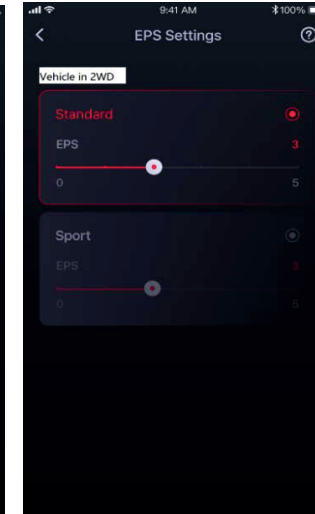 9:41 AM 100%
EPS Settings
Vehicle in 2WD
Standard
EPS 3
0 5
Sport
EPS 3
0 5